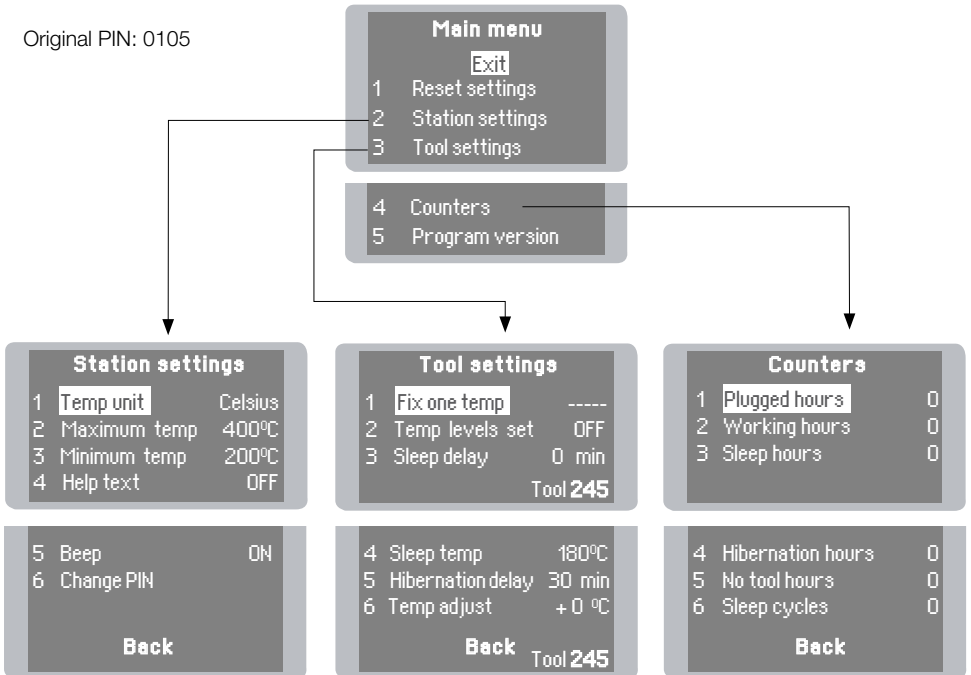 Original PIN: 0105
Main menu
Exit
1 Reset settings
2 Station settings
3 Tool settings
4 Counters
5 Program version
Station settings
1 Temp unit Celsius
2 Maximum temp 400ºC
3 Minimum temp 200ºC
4 Help text OFF
5 Beep ON
6 Change PIN
Back
Tool settings
1 Fix one temp -----
2 Temp levels set OFF
3 Sleep delay 0 min
Tool 245
4 Sleep temp 180ºC
5 Hibernation delay 30 min
6 Temp adjust +0 ºC
Back
Tool 245
Counters
1 Plugged hours 0
2 Working hours 0
3 Sleep hours 0
4 Hibernation hours 0
5 No tool hours 0
6 Sleep cycles 0
Back